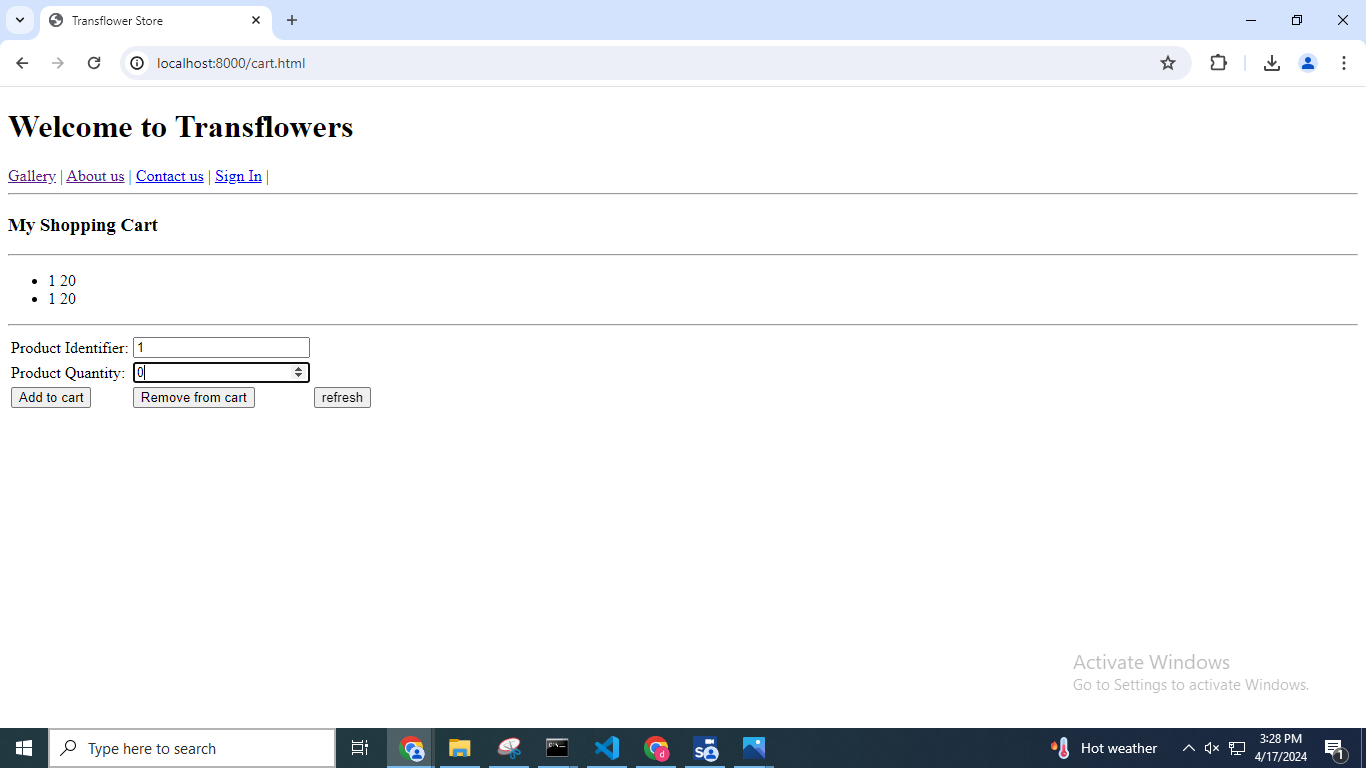 Transflower Store
localhost:8000/cart.html
Welcome to Transflowers
Gallery | About us | Contact us | Sign In |
My Shopping Cart
• 1 20
• 1 20
Product Identifier: 1
Product Quantity: 0
Add to cart Remove from cart refresh
Activate Windows
Go to Settings to activate Windows.
Type here to search
Hot weather
3:28 PM
4/17/2024
1